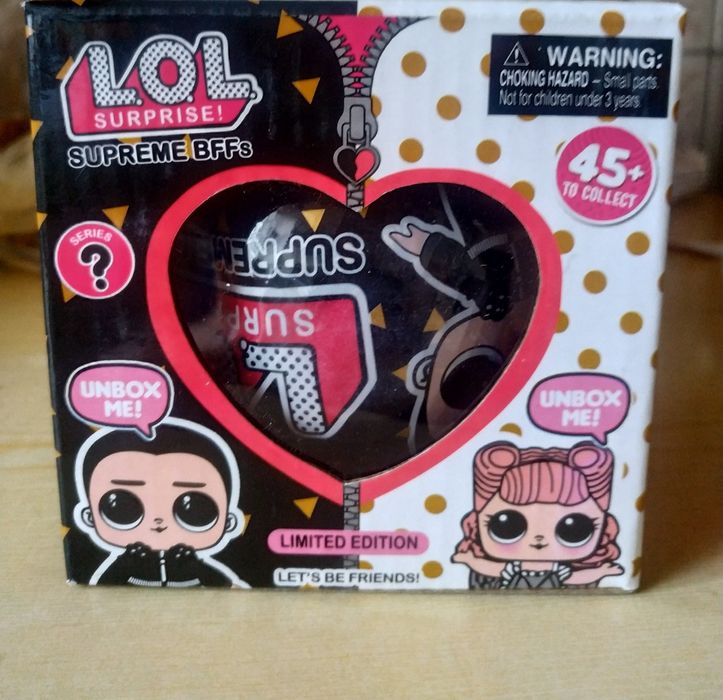 L.O.L
SURPRISE!
SUPREME BFFs
WARNING:
CHOKING HAZARD – Small parts.
Not for children under 3 years.
45+
TO COLLECT
SERIES
?
SUPREM
SURP
L
UNBOX
ME!
UNBOX
ME!
LIMITED EDITION
LET'S BE FRIENDS!